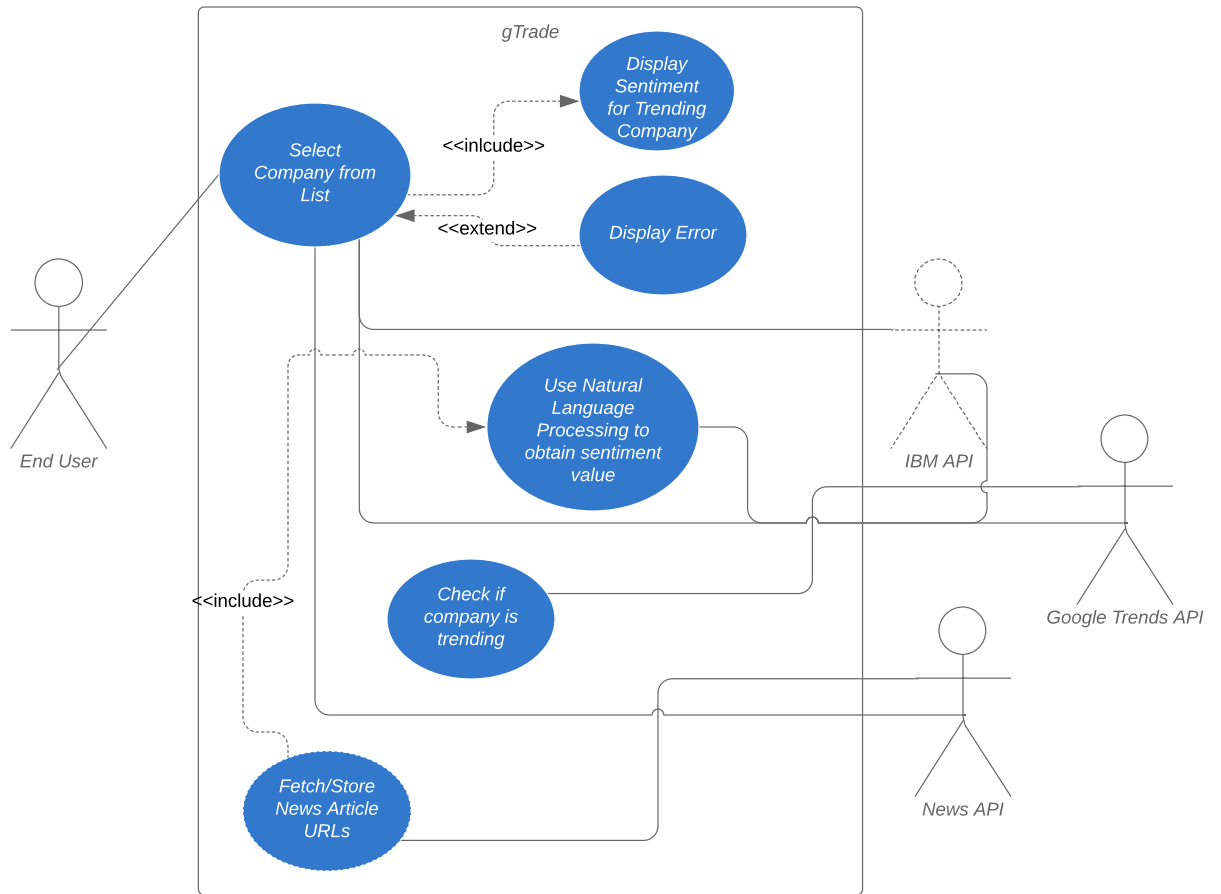 gTrade
Display
Sentiment
for Trending
Company
Select
Company from
List
<<inlcude>>
<<extend>>
Display Error
Use Natural
Language
Processing to
obtain sentiment
value
End User
IBM API
Check if
company is
trending
<<include>>
Google Trends API
Fetch/Store
News Article
URLs
News API